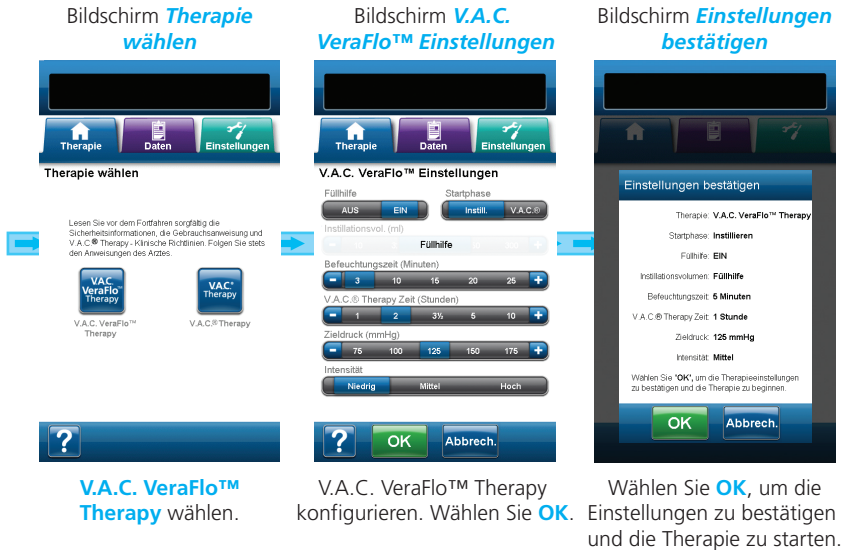 Bildschirm Therapie
wählen
Therapie
Daten
Einstellungen
Therapie wählen
Lesen Sie vor dem Fortfahren sorgfältig die
Sicherheitsinformationen, die Gebrauchsanweisung und
V.A.C.® Therapy - Klinische Richtlinien. Folgen Sie stets
den Anweisungen des Arztes.
V.A.C.
VeraFlo™
Therapy
V.A.C.®
Therapy
V.A.C. VeraFlo™
Therapy
V.A.C.® Therapy
?
V.A.C. VeraFlo™
Therapy wählen.
Bildschirm V.A.C.
VeraFlo™ Einstellungen
Therapie
Daten
Einstellungen
V.A.C. VeraFlo™ Einstellungen
Füllhilfe
Startphase
AUS EIN
Instill. V.A.C.®
Instillationsvol. (ml)
Füllhilfe
Befeuchtungszeit (Minuten)
- 3 10 15 20 25 +
V.A.C.® Therapy Zeit (Stunden)
- 1 2 3½ 5 10 +
Zieldruck (mmHg)
- 75 100 125 150 175 +
Intensität
Niedrig Mittel Hoch
?
OK
Abbrech.
V.A.C. VeraFlo™ Therapy
konfigurieren. Wählen Sie OK.
Bildschirm Einstellungen
bestätigen
Einstellungen bestätigen
Therapie: V.A.C. VeraFlo™ Therapy
Startphase: Instillieren
Füllhilfe: EIN
Instillationsvolumen: Füllhilfe
Befeuchtungszeit: 5 Minuten
V.A.C.® Therapy Zeit: 1 Stunde
Zieldruck: 125 mmHg
Intensität: Mittel
Wählen Sie 'OK', um die Therapieeinstellungen
zu bestätigen und die Therapie zu beginnen.
OK
Abbrech.
Wählen Sie OK, um die
Einstellungen zu bestätigen
und die Therapie zu starten.